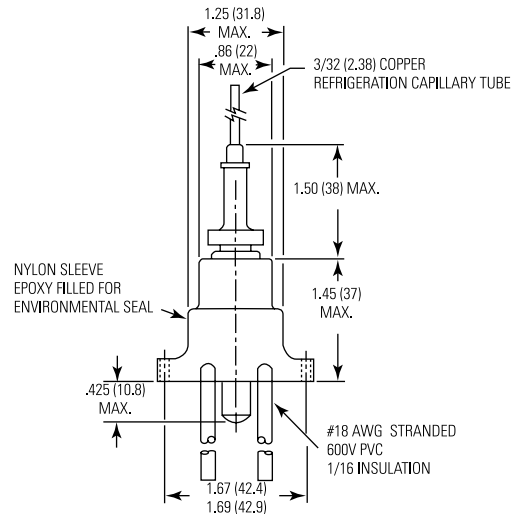 1.25 (31.8)
MAX.
.86 (22)
MAX.
3/32 (2.38) COPPER
REFRIGERATION CAPILLARY TUBE
1.50 (38) MAX.
NYLON SLEEVE
EPOXY FILLED FOR
ENVIRONMENTAL SEAL
1.45 (37)
MAX.
.425 (10.8)
MAX.
#18 AWG STRANDED
600V PVC
1/16 INSULATION
1.67 (42.4)
1.69 (42.9)